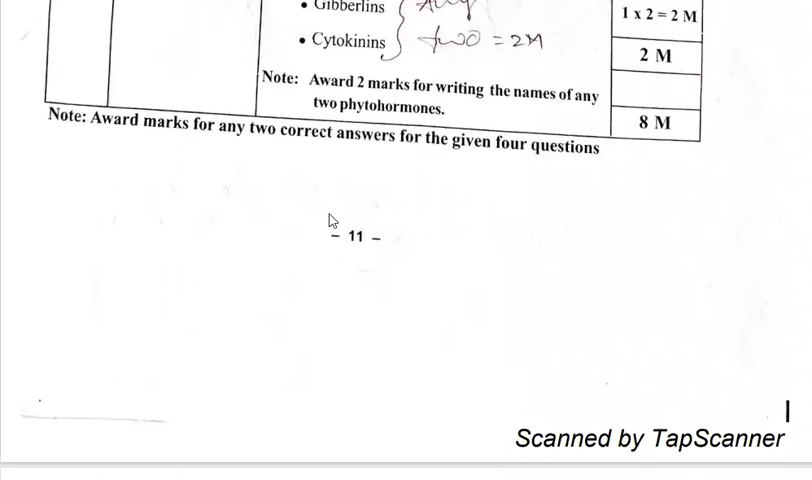 • Gibberlins
Any
1 x 2 = 2 M
• Cytokinins
two = 2M
2 M
Note: Award 2 marks for writing the names of any
two phytohormones.
8 M
Note: Award marks for any two correct answers for the given four questions
– 11 –
Scanned by TapScanner